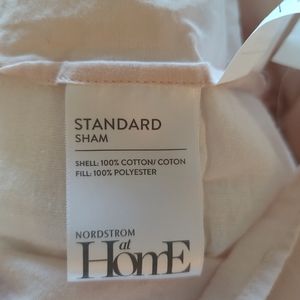 STANDARD
SHAM
SHELL: 100% COTTON/ COTON
FILL: 100% POLYESTER
NORDSTROM
at
HomE